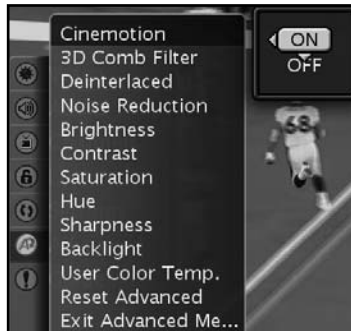 Cinemotion
3D Comb Filter
Deinterlaced
Noise Reduction
Brightness
Contrast
Saturation
Hue
Sharpness
Backlight
User Color Temp.
Reset Advanced
Exit Advanced Me...
ON
OFF
68